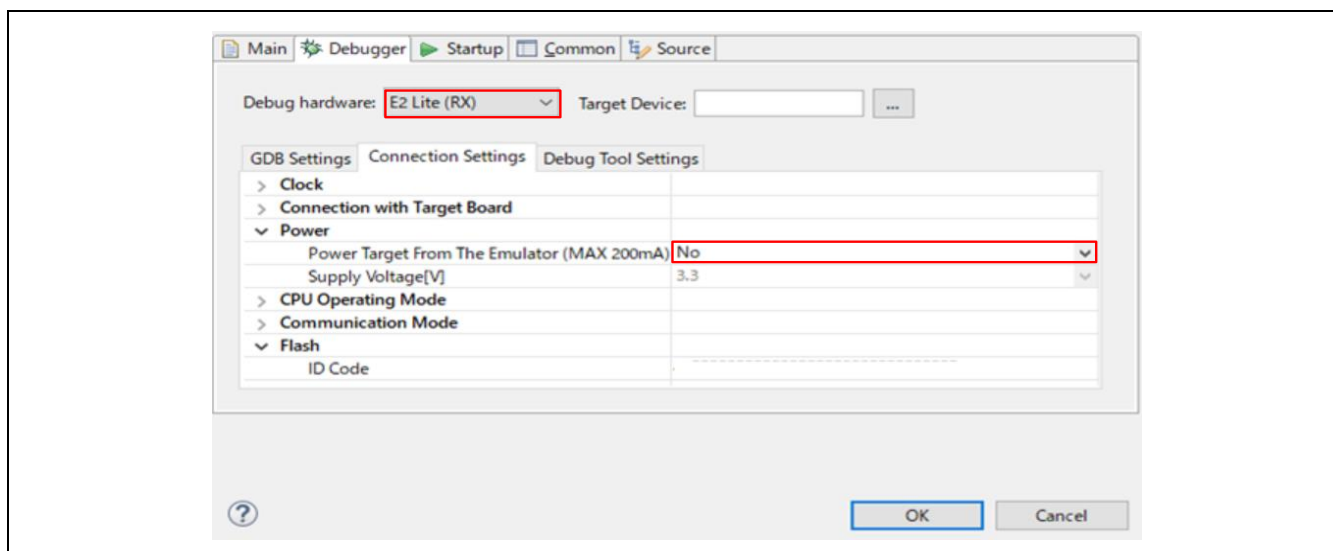 Main Debugger Startup Common Source
Debug hardware: E2 Lite (RX) Target Device: ...
GDB Settings Connection Settings Debug Tool Settings
Clock
Connection with Target Board
Power
Power Target From The Emulator (MAX 200mA) No
Supply Voltage[V] 3.3
CPU Operating Mode
Communication Mode
Flash
ID Code
? OK Cancel